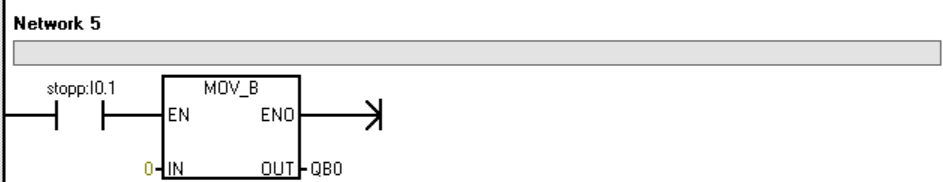 Network 5
stopp:I0.1
MOV_B
EN ENO
0 IN OUT QB0